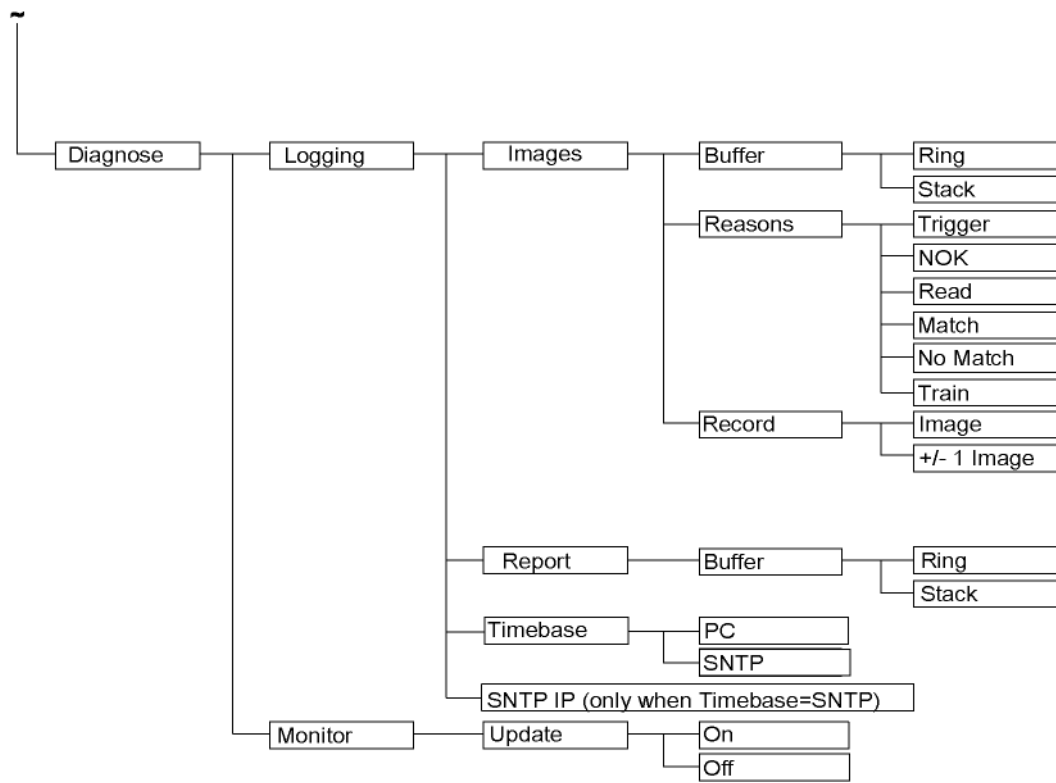 ~
Diagnose
Logging
Images
Buffer
Ring
Stack
Reasons
Trigger
NOK
Read
Match
No Match
Train
Record
Image
+/- 1 Image
Report
Buffer
Ring
Stack
Timebase
PC
SNTP
SNTP IP (only when Timebase=SNTP)
Monitor
Update
On
Off